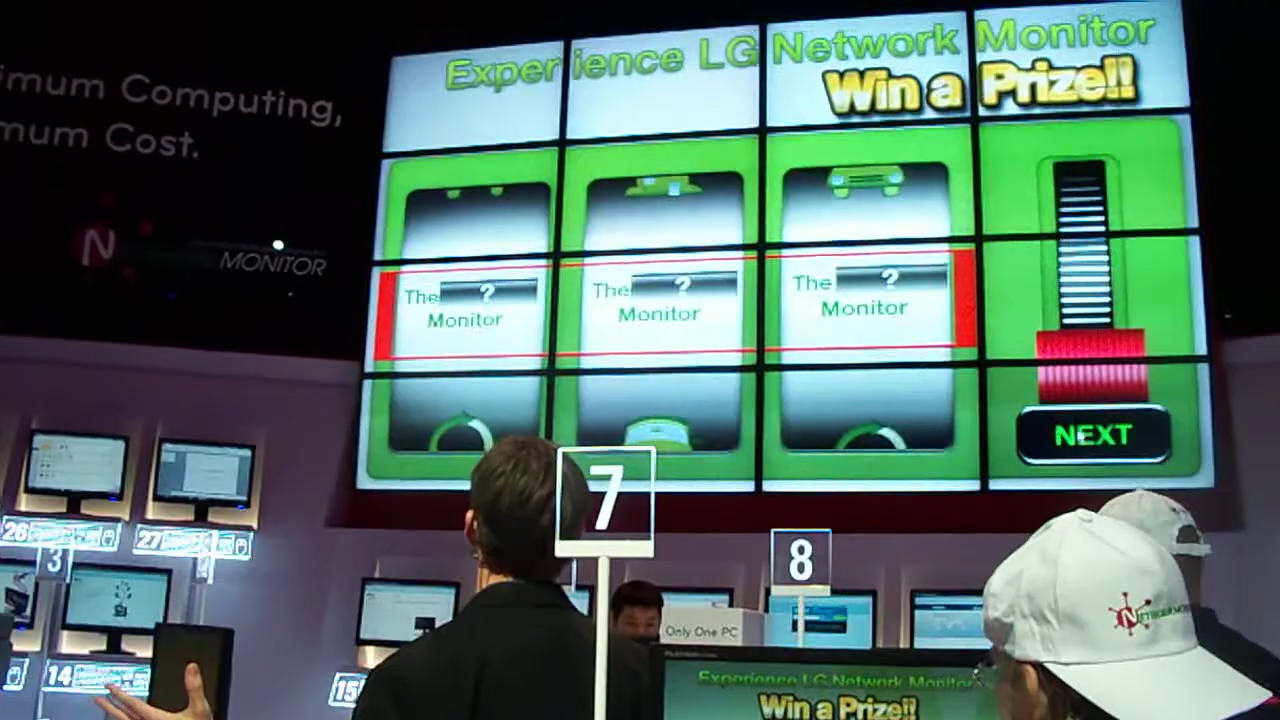 imum Computing,
mum Cost.
N
MONITOR
Experience LG Network Monitor
Win a Prize!!
The ?
Monitor
The ?
Monitor
The ?
Monitor
NEXT
7
8
26
27
3
14
15
Only One PC
Experience LG Network Monitor
Win a Prize!!